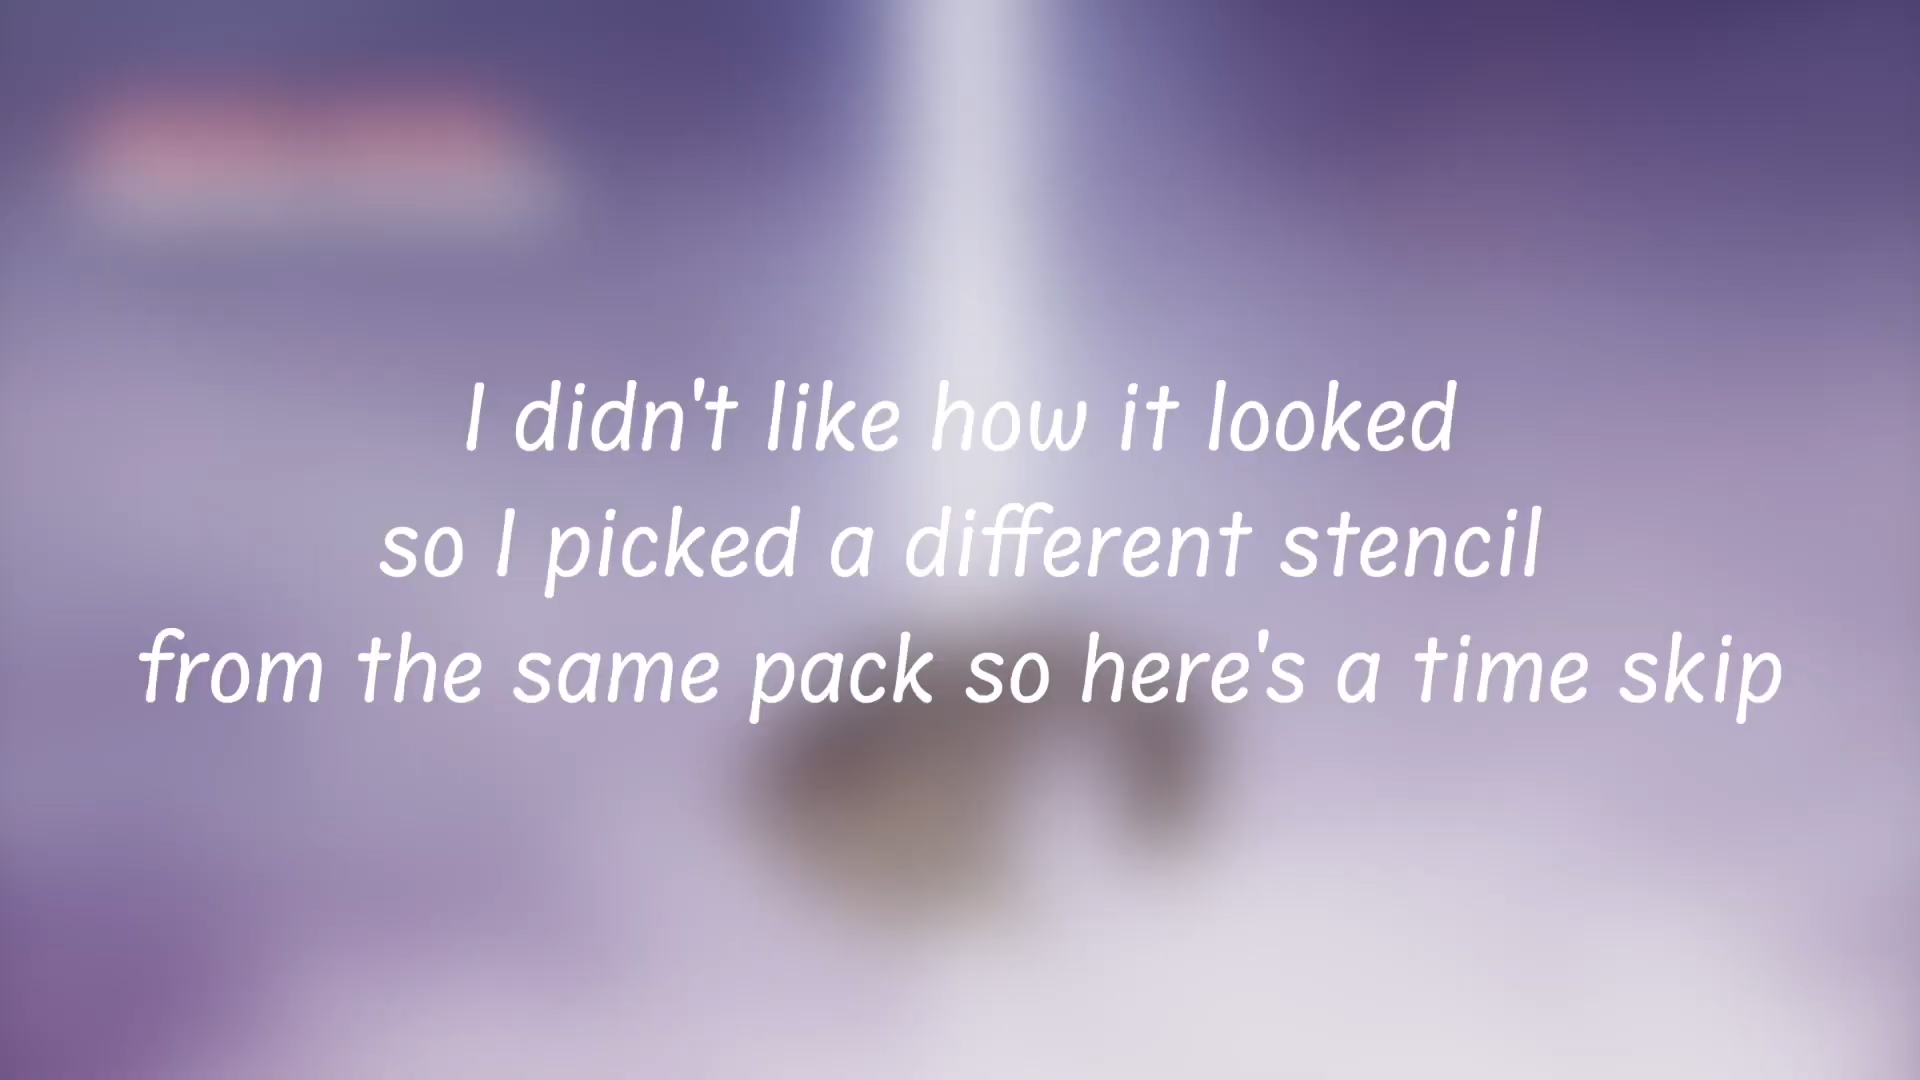 I didn't like how it looked
so I picked a different stencil
from the same pack so here's a time skip